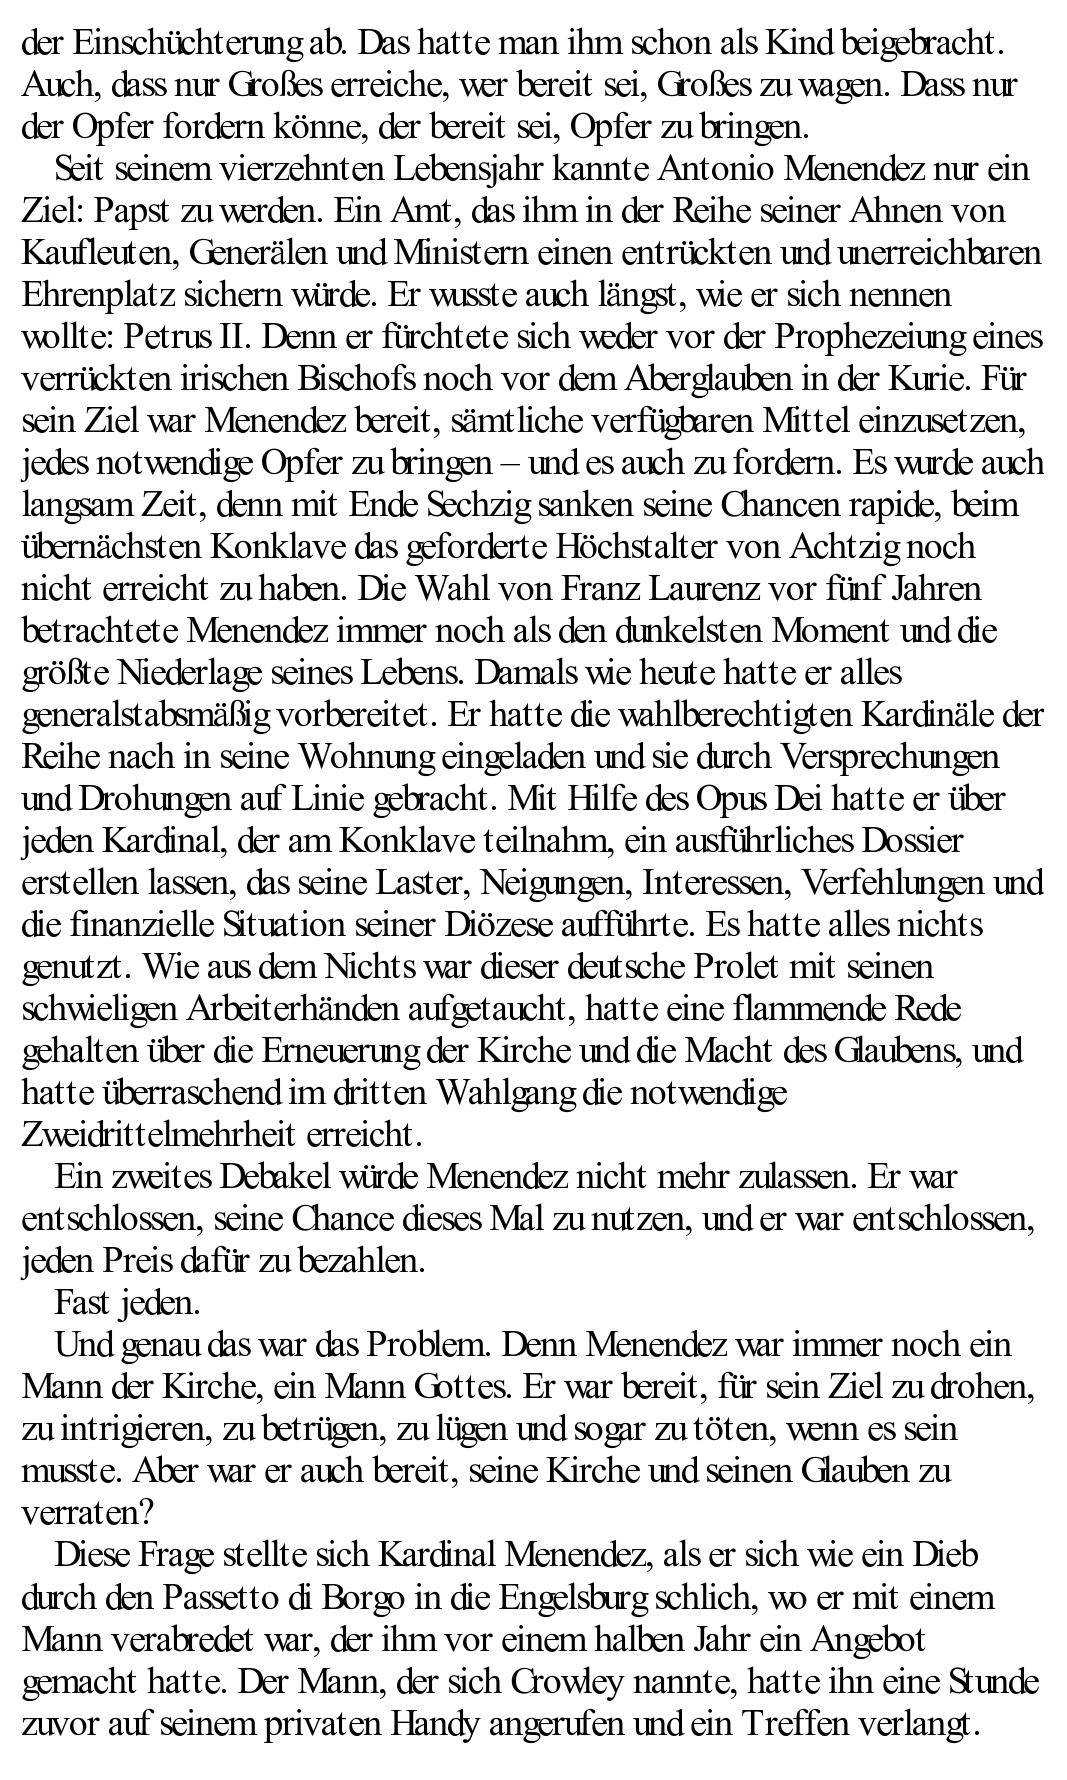 der Einschüchterung ab. Das hatte man ihm schon als Kind beigebracht.
Auch, dass nur Großes erreiche, wer bereit sei, Großes zu wagen. Dass nur
der Opfer fordern könne, der bereit sei, Opfer zu bringen.
Seit seinem vierzehnten Lebensjahr kannte Antonio Menendez nur ein
Ziel: Papst zu werden. Ein Amt, das ihm in der Reihe seiner Ahnen von
Kaufleuten, Generälen und Ministern einen entrückten und unerreichbaren
Ehrenplatz sichern würde. Er wusste auch längst, wie er sich nennen
wollte: Petrus II. Denn er fürchtete sich weder vor der Prophezeiung eines
verrückten irischen Bischofs noch vor dem Aberglauben in der Kurie. Für
sein Ziel war Menendez bereit, sämtliche verfügbaren Mittel einzusetzen,
jedes notwendige Opfer zu bringen – und es auch zu fordern. Es wurde auch
langsam Zeit, denn mit Ende Sechzig sanken seine Chancen rapide, beim
übernächsten Konklave das geforderte Höchstalter von Achtzig noch
nicht erreicht zu haben. Die Wahl von Franz Laurenz vor fünf Jahren
betrachtete Menendez immer noch als den dunkelsten Moment und die
größte Niederlage seines Lebens. Damals wie heute hatte er alles
generalstabsmäßig vorbereitet. Er hatte die wahlberechtigten Kardinäle der
Reihe nach in seine Wohnung eingeladen und sie durch Versprechungen
und Drohungen auf Linie gebracht. Mit Hilfe des Opus Dei hatte er über
jeden Kardinal, der am Konklave teilnahm, ein ausführliches Dossier
erstellen lassen, das seine Laster, Neigungen, Interessen, Verfehlungen und
die finanzielle Situation seiner Diözese aufführte. Es hatte alles nichts
genutzt. Wie aus dem Nichts war dieser deutsche Prolet mit seinen
schwieligen Arbeiterhänden aufgetaucht, hatte eine flammende Rede
gehalten über die Erneuerung der Kirche und die Macht des Glaubens, und
hatte überraschend im dritten Wahlgang die notwendige
Zweidrittelmehrheit erreicht.
Ein zweites Debakel würde Menendez nicht mehr zulassen. Er war
entschlossen, seine Chance dieses Mal zu nutzen, und er war entschlossen,
jeden Preis dafür zu bezahlen.
Fast jeden.
Und genau das war das Problem. Denn Menendez war immer noch ein
Mann der Kirche, ein Mann Gottes. Er war bereit, für sein Ziel zu drohen,
zu intrigieren, zu betrügen, zu lügen und sogar zu töten, wenn es sein
musste. Aber war er auch bereit, seine Kirche und seinen Glauben zu
verraten?
Diese Frage stellte sich Kardinal Menendez, als er sich wie ein Dieb
durch den Passetto di Borgo in die Engelsburg schlich, wo er mit einem
Mann verabredet war, der ihm vor einem halben Jahr ein Angebot
gemacht hatte. Der Mann, der sich Crowley nannte, hatte ihn eine Stunde
zuvor auf seinem privaten Handy angerufen und ein Treffen verlangt.